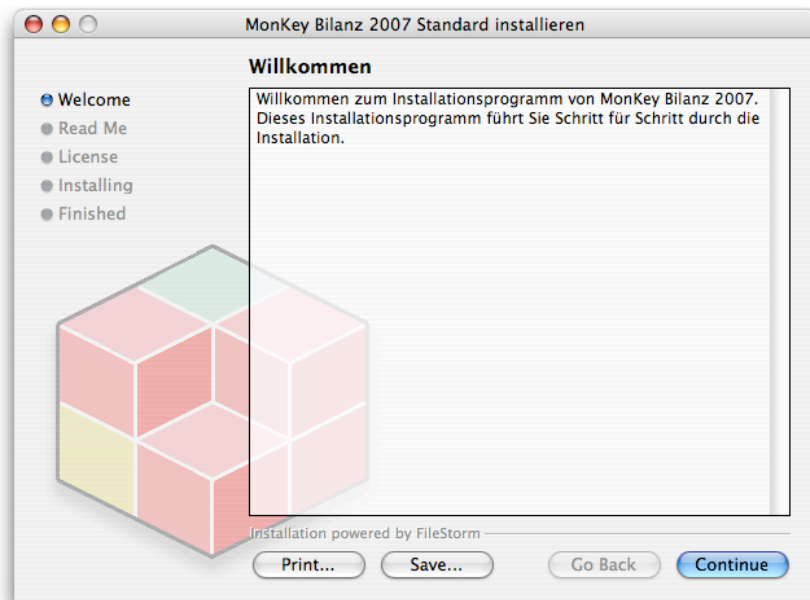 MonKey Bilanz 2007 Standard installieren
Willkommen
Welcome
Read Me
License
Installing
Finished
Willkommen zum Installationsprogramm von MonKey Bilanz 2007.
Dieses Installationsprogramm führt Sie Schritt für Schritt durch die
Installation.
Installation powered by FileStorm
Print... Save... Go Back Continue